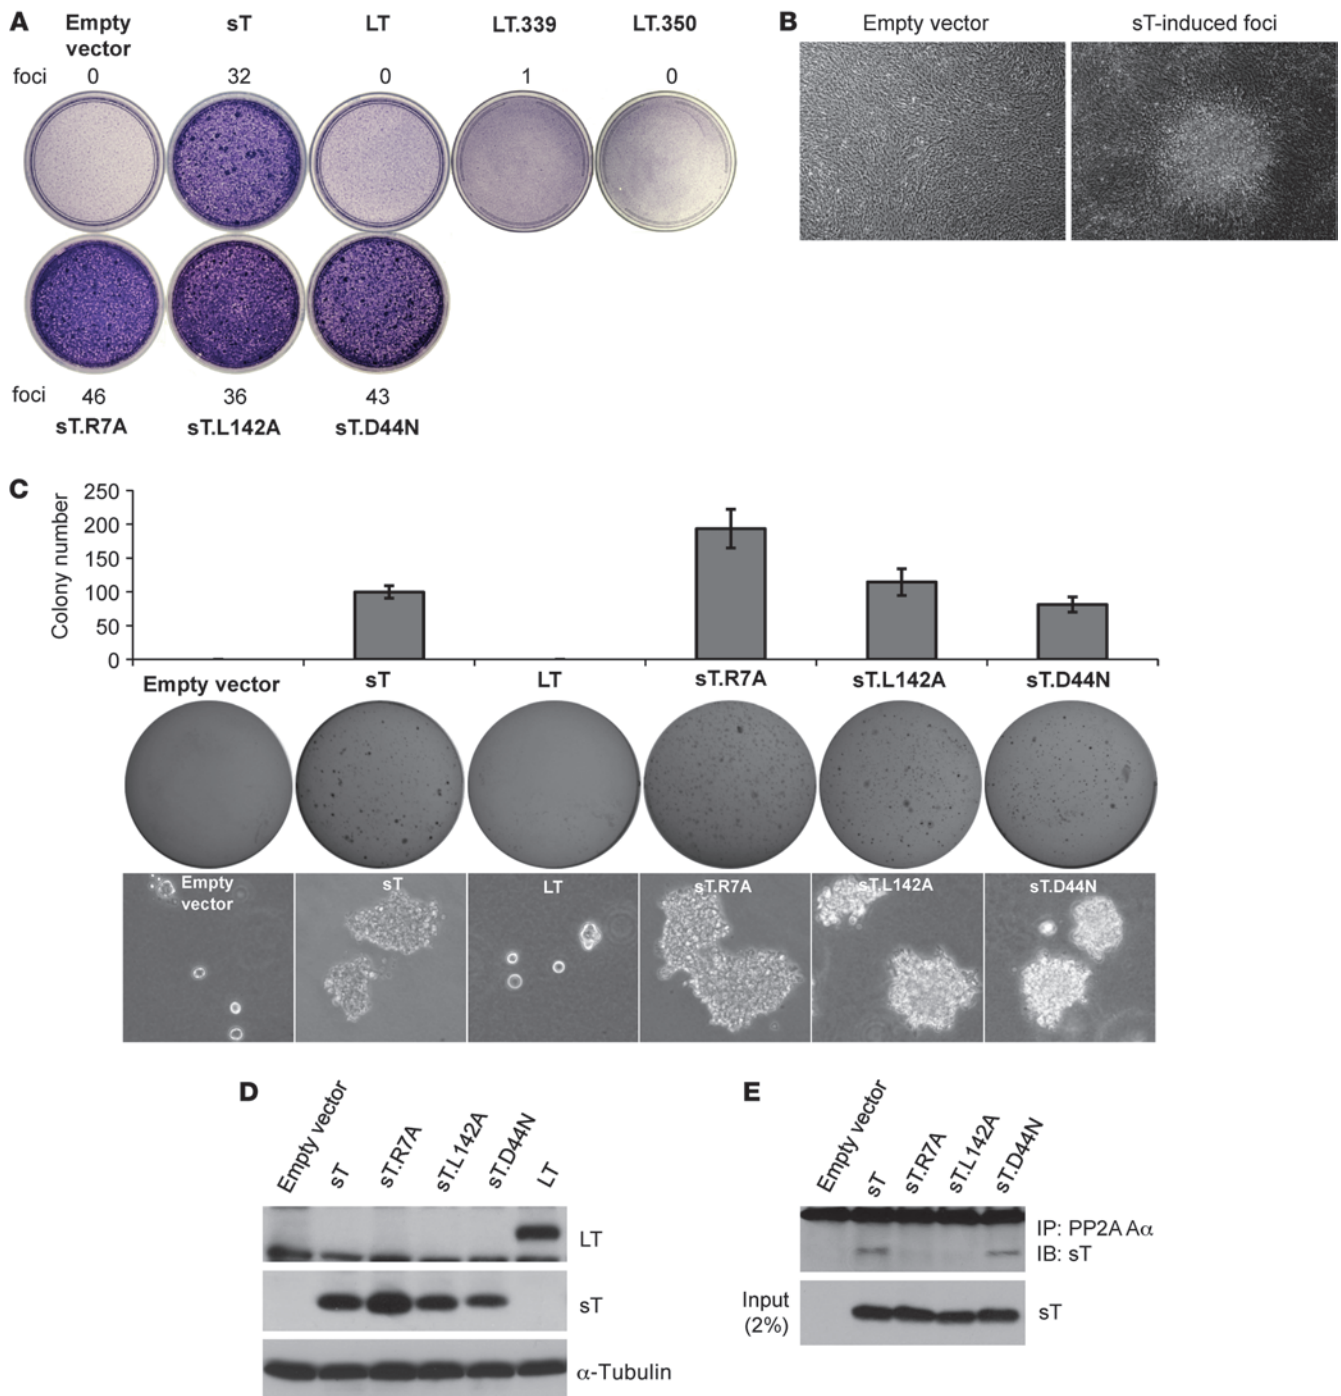 A
Empty vector
sT
LT
LT.339
LT.350
foci 0 32 0 1 0
foci 46 36 43
sT.R7A sT.L142A sT.D44N
B
Empty vector sT-induced foci
C
Colony number
250
200
150
100
50
0
Empty vector sT LT sT.R7A sT.L142A sT.D44N
Empty vector sT LT sT.R7A sT.L142A sT.D44N
D
Empty vector sT sT.R7A sT.L142A sT.D44N LT
LT
sT
α-Tubulin
E
Empty vector sT sT.R7A sT.L142A sT.D44N
IP: PP2A Aα
IB: sT
Input
(2%)
sT